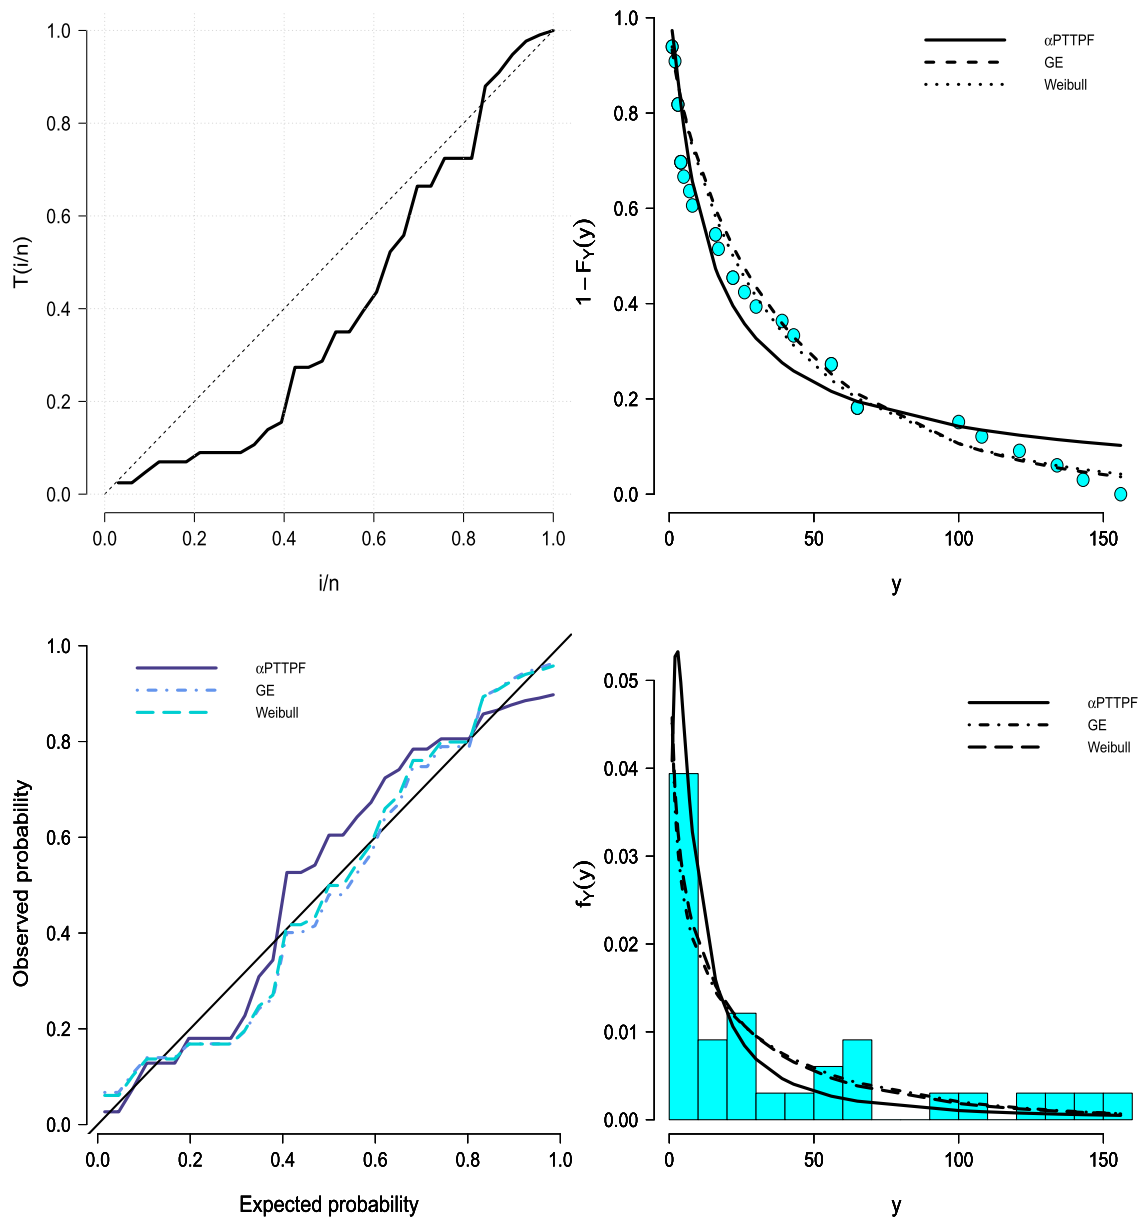 1.0
0.8
0.6
0.4
0.2
0.0
T(i/n)
0.0 0.2 0.4 0.6 0.8 1.0
i/n
αPTTPF
GE
Weibull
1.0
0.8
0.6
0.4
0.2
0.0
1 − F_Y(y)
0 50 100 150
y
αPTTPF
GE
Weibull
1.0
0.8
0.6
0.4
0.2
0.0
Observed probability
0.0 0.2 0.4 0.6 0.8 1.0
Expected probability
αPTTPF
GE
Weibull
0.05
0.04
0.03
0.02
0.01
0.00
f_Y(y)
0 50 100 150
y